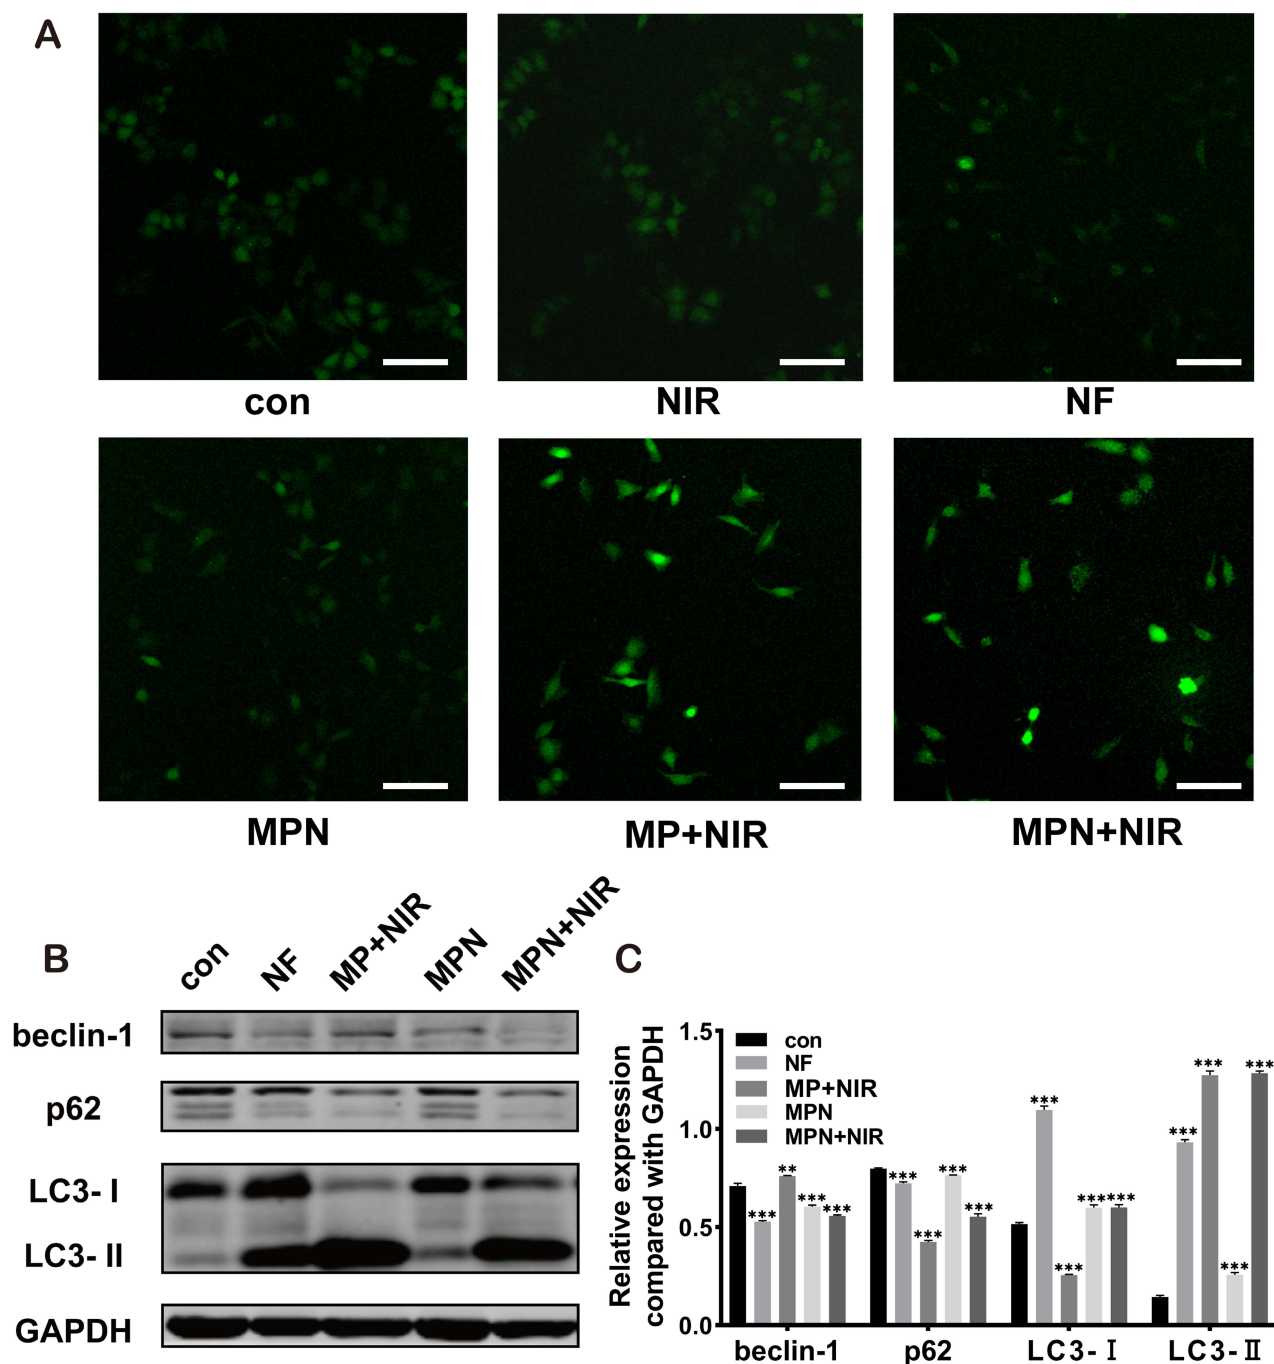 A
con
NIR
NF
MPN
MP+NIR
MPN+NIR
B
con
NF
MP+NIR
MPN
MPN+NIR
beclin-1
p62
LC3-Ⅰ
LC3-Ⅱ
GAPDH
C
Relative expression
compared with GAPDH
1.5
1.0
0.5
0.0
con
NF
MP+NIR
MPN
MPN+NIR
***
**
***
***
***
***
***
***
***
***
***
***
***
***
***
***
beclin-1
p62
LC3-Ⅰ
LC3-Ⅱ